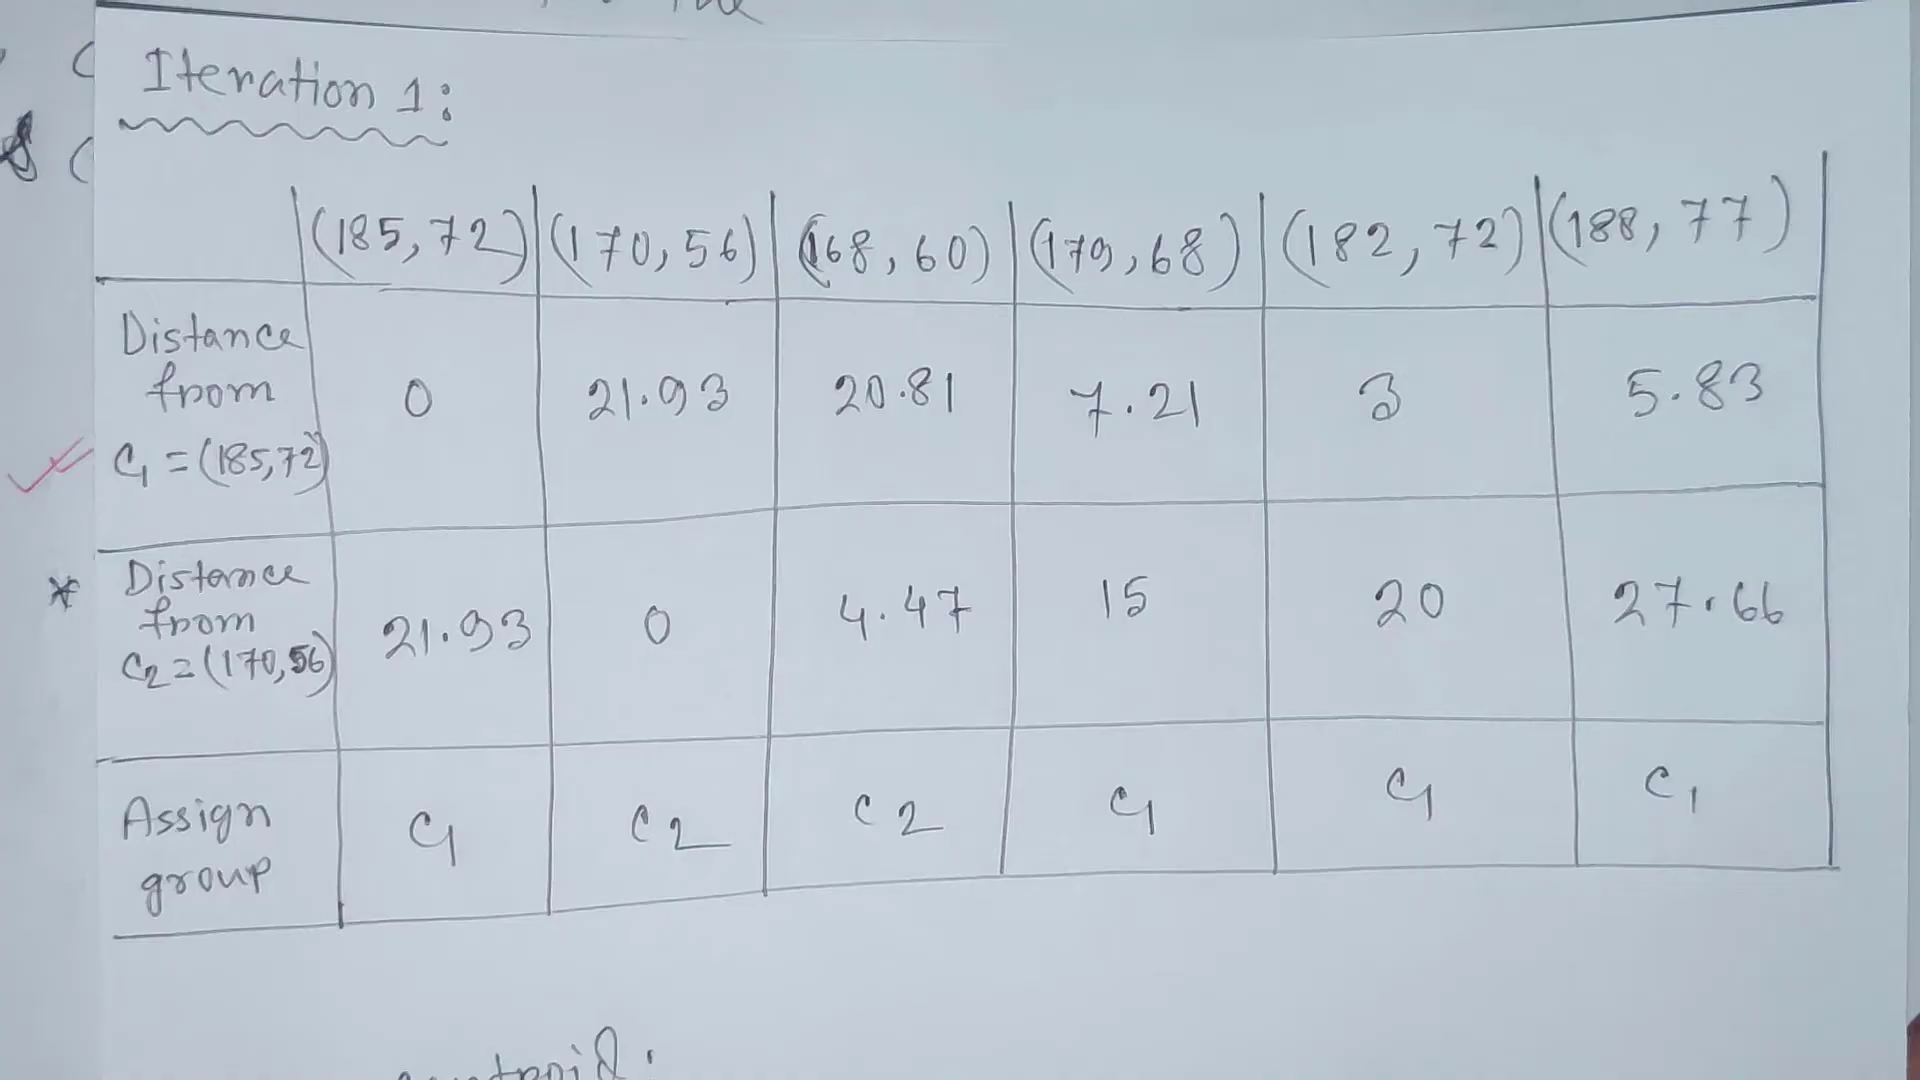 Iteration 1:
(185,72) (170,56) (168,60) (179,68) (182,72) (188,77)
Distance from C1 = (185,72) 0 21.93 20.81 7.21 3 5.83
Distance from C2 = (170,56) 21.93 0 4.47 15 20 27.66
Assign group C1 C2 C2 C1 C1 C1